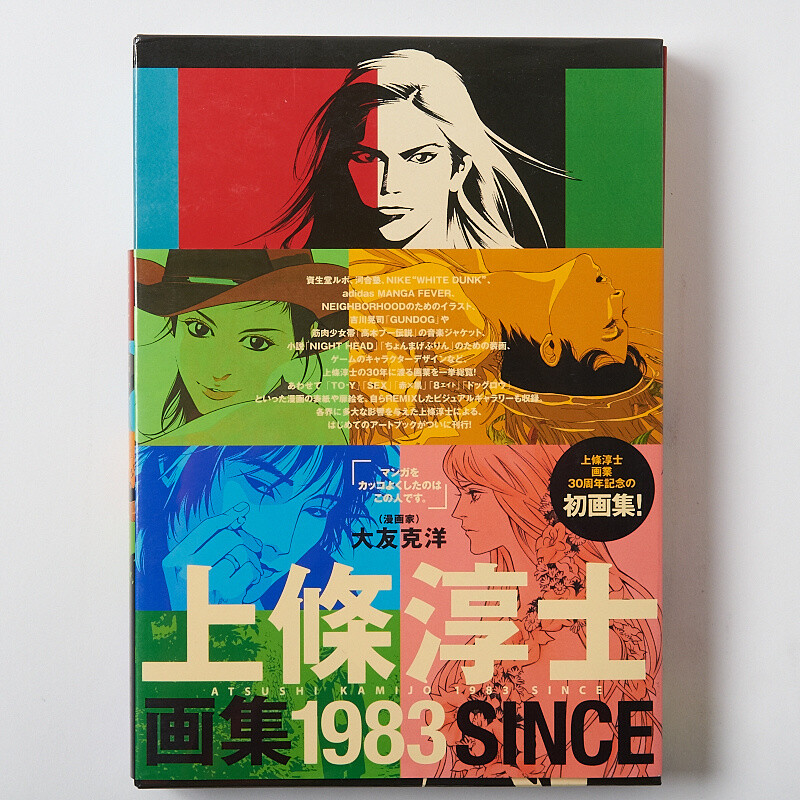 資生堂ルポ、河合塾、NIKE"WHITE DUNK"、
adidas MANGA FEVER、
NEIGHBORHOODのためのイラスト、
吉川晃司「GUNDOG」や
筋肉少女帯「高木ブー伝説」の音楽ジャケット、
小説「NIGHT HEAD」「ちょんまげぷりん」のための装画、
ゲームのキャラクターデザインなど、
上條淳士の30年に渡る画業を一挙総覧!
あわせて「TO-Y」「SEX」「赤×黒」「8エイト」「ドッグロウ」
といった漫画の表紙や扉絵を、自らREMIXしたビジュアルギャラリーも収録。
各界に多大な影響を与えた上條淳士による、
はじめてのアートブックがついに刊行!
上條淳士
画業
30周年記念の
初画集!
「マンガを
カッコよくしたのは
この人です。」
(漫画家)
大友克洋
上條淳士
ATSUSHI KAMIJO 1983 SINCE
画集1983SINCE